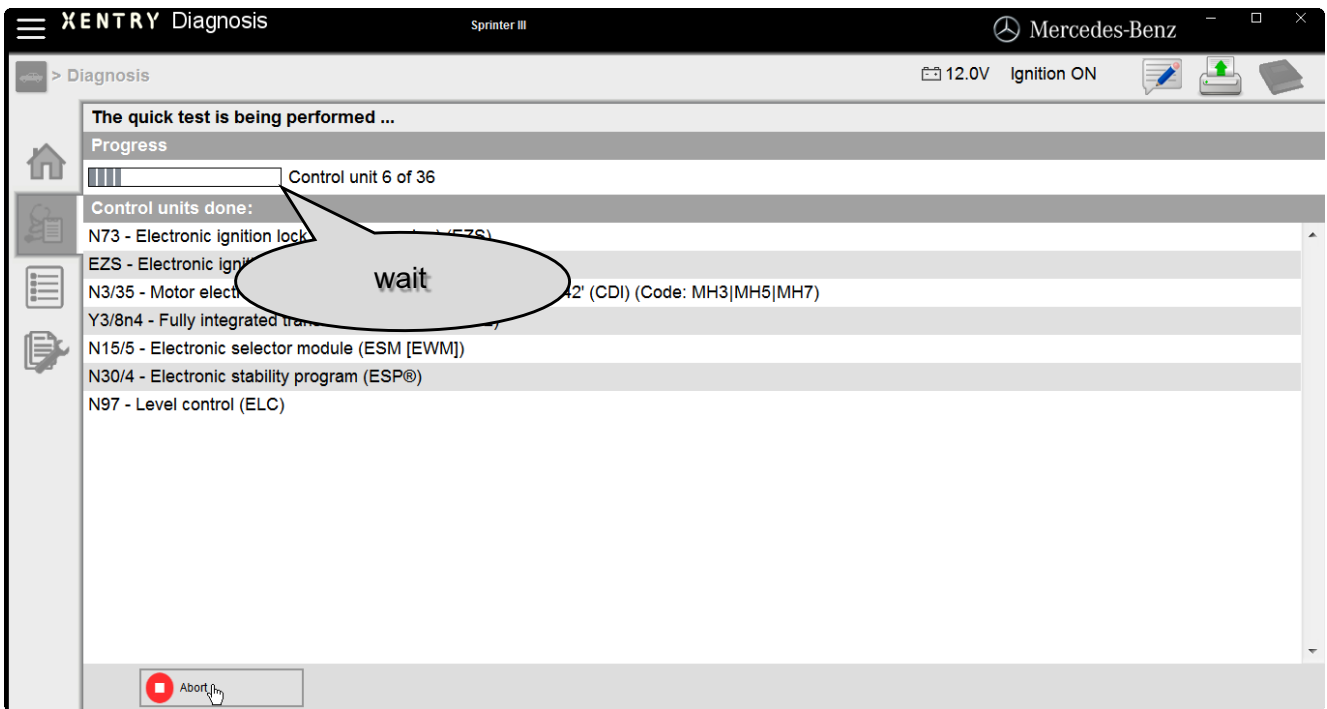 XENTRY Diagnosis
Sprinter III
Mercedes-Benz
> Diagnosis
12.0V
Ignition ON
The quick test is being performed ...
Progress
Control unit 6 of 36
Control units done:
N73 - Electronic ignition lock (EZS)
EZS - Electronic
wait
N3/35 - Motor 42' (CDI) (Code: MH3|MH5|MH7)
Y3/8n4 - Fully integrated
N15/5 - Electronic selector module (ESM [EWM])
N30/4 - Electronic stability program (ESP®)
N97 - Level control (ELC)
Abort